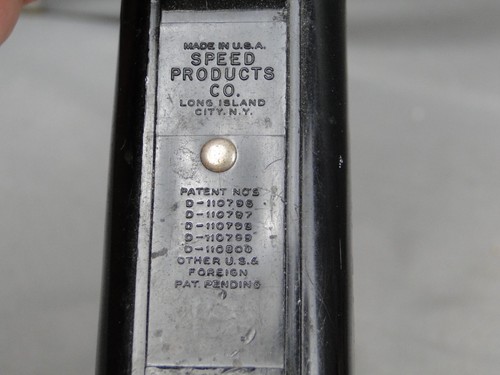 MADE IN U.S.A.
SPEED
PRODUCTS
CO.
LONG ISLAND
CITY. N.Y.
PATENT NO'S
D-110796
D-110797
D-110798
D-110799
D-110800
OTHER U.S. &
FOREIGN
PAT. PENDING